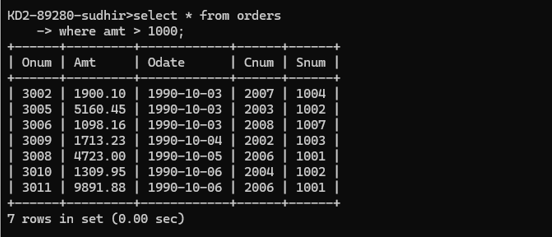 KD2-89280-sudhir>select * from orders
    -> where amt > 1000;
+------+---------+------------+------+------+
| Onum | Amt     | Odate      | Cnum | Snum |
+------+---------+------------+------+------+
| 3002 | 1900.10 | 1990-10-03 | 2007 | 1004 |
| 3005 | 5160.45 | 1990-10-03 | 2003 | 1002 |
| 3006 | 1098.16 | 1990-10-03 | 2008 | 1007 |
| 3009 | 1713.23 | 1990-10-04 | 2002 | 1003 |
| 3008 | 4723.00 | 1990-10-05 | 2006 | 1001 |
| 3010 | 1309.95 | 1990-10-06 | 2004 | 1002 |
| 3011 | 9891.88 | 1990-10-06 | 2006 | 1001 |
+------+---------+------------+------+------+
7 rows in set (0.00 sec)